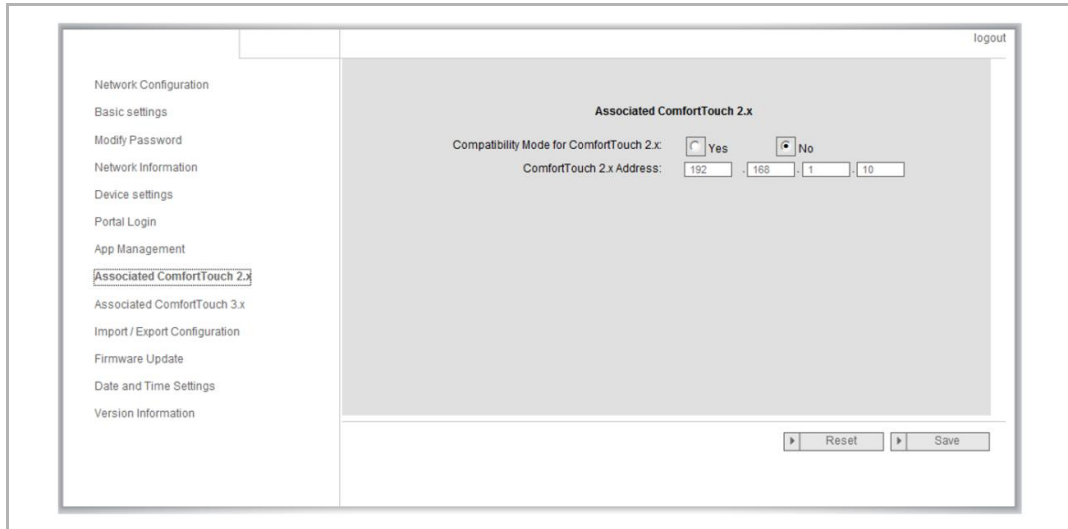 logout
Network Configuration
Basic settings
Modify Password
Network Information
Device settings
Portal Login
App Management
Associated ComfortTouch 2.x
Associated ComfortTouch 3.x
Import / Export Configuration
Firmware Update
Date and Time Settings
Version Information
Associated ComfortTouch 2.x
Compatibility Mode for ComfortTouch 2.x: Yes No
ComfortTouch 2.x Address: 192 . 168 . 1 . 10
Reset Save